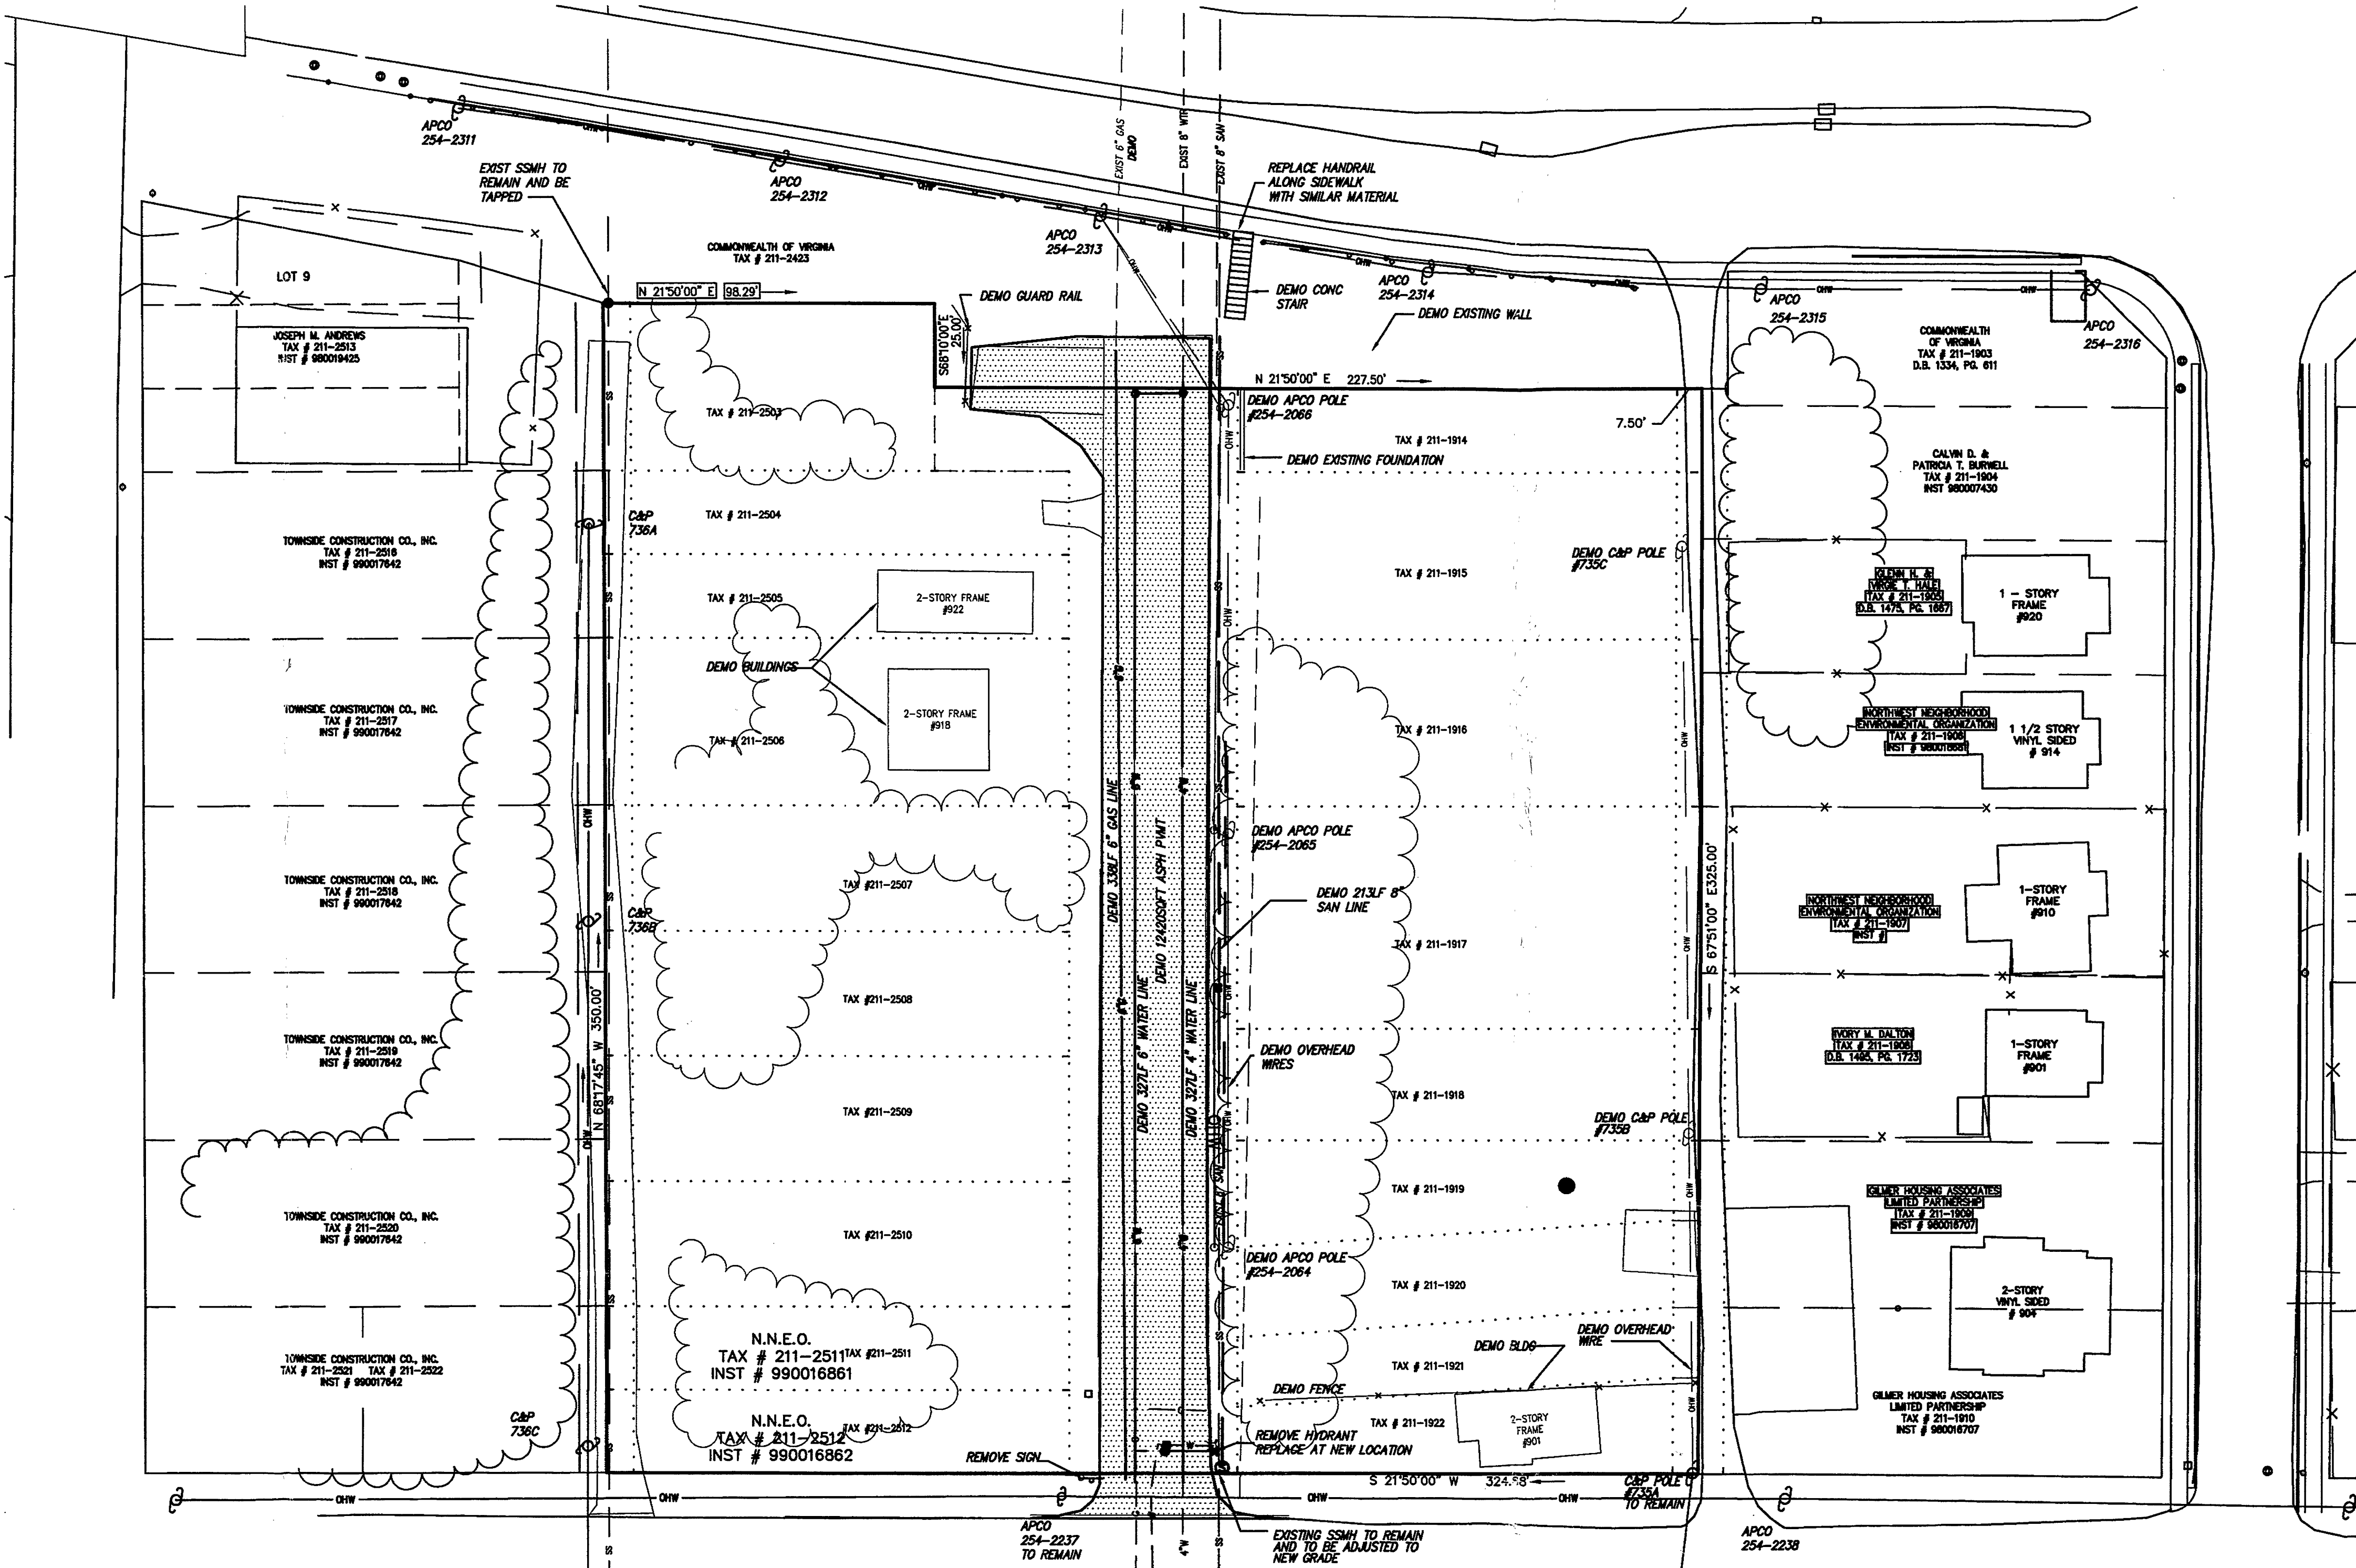 APCO
254-2311
EXIST SSMH TO
REMAIN AND BE
TAPPED
APCO
254-2312
COMMONWEALTH OF VIRGINIA
TAX # 211-2423
APCO
254-2313
EXIST 6" GAS
DEMO
EXIST 8" WTR
EXIST 8" SAN
REPLACE HANDRAIL
ALONG SIDEWALK
WITH SIMILAR MATERIAL
DEMO CONC
STAIR
APCO
254-2314
DEMO EXISTING WALL
APCO
254-2315
APCO
254-2316
COMMONWEALTH
OF VIRGINIA
TAX # 211-1903
D.B. 1334, PG. 611
LOT 9
JOSEPH M. ANDREWS
TAX # 211-2513
INST # 980019425
N 21°50'00" E 98.29'
DEMO GUARD RAIL
S68°10'00"E
25.00'
N 21°50'00" E 227.50'
7.50'
DEMO APCO POLE
#254-2066
DEMO EXISTING FOUNDATION
TAX # 211-2503
TAX # 211-2504
TAX # 211-2505
TAX # 211-2506
TAX #211-2507
TAX #211-2508
TAX #211-2509
TAX #211-2510
TAX #211-2511
TAX #211-2512
C&P
736A
C&P
736B
C&P
736C
2-STORY FRAME
#922
DEMO BUILDINGS
2-STORY FRAME
#918
TOWNSIDE CONSTRUCTION CO., INC.
TAX # 211-2516
INST # 990017642
TOWNSIDE CONSTRUCTION CO., INC.
TAX # 211-2517
INST # 990017642
TOWNSIDE CONSTRUCTION CO., INC.
TAX # 211-2518
INST # 990017642
TOWNSIDE CONSTRUCTION CO., INC.
TAX # 211-2519
INST # 990017642
TOWNSIDE CONSTRUCTION CO., INC.
TAX # 211-2520
INST # 990017642
TOWNSIDE CONSTRUCTION CO., INC.
TAX # 211-2521 TAX # 211-2522
INST # 990017642
N 68°17'45" W 350.00'
N.N.E.O.
TAX # 211-2511
INST # 990016861
N.N.E.O.
TAX # 211-2512
INST # 990016862
DEMO 338LF 6" GAS LINE
DEMO 327LF 6" WATER LINE
DEMO 12420SQFT ASPH PVMT
DEMO 327LF 4" WATER LINE
EXIST 8" SAN
DEMO APCO POLE
#254-2065
DEMO 213LF 8"
SAN LINE
DEMO OVERHEAD
WIRES
DEMO APCO POLE
#254-2064
TAX # 211-1914
TAX # 211-1915
TAX # 211-1916
TAX # 211-1917
TAX # 211-1918
TAX # 211-1919
TAX # 211-1920
TAX # 211-1921
TAX # 211-1922
DEMO C&P POLE
#735C
DEMO C&P POLE
#735B
S 67°51'00" E325.00'
CALVIN D. &
PATRICIA T. BURWELL
TAX # 211-1904
INST 980007430
GLENN H. &
VIRGIE T. HALE
TAX # 211-1905
D.B. 1475, PG. 1667
1 - STORY
FRAME
#920
NORTHWEST NEIGHBORHOOD
ENVIRONMENTAL ORGANIZATION
TAX # 211-1906
INST #
1 1/2 STORY
VINYL SIDED
# 914
NORTHWEST NEIGHBORHOOD
ENVIRONMENTAL ORGANIZATION
TAX # 211-1907
INST #
1-STORY
FRAME
#910
IVORY M. DALTON
TAX # 211-1908
D.B. 1495, PG. 1723
1-STORY
FRAME
#901
GILMER HOUSING ASSOCIATES
LIMITED PARTNERSHIP
TAX # 211-1909
INST # 980016707
2-STORY
VINYL SIDED
# 904
GILMER HOUSING ASSOCIATES
LIMITED PARTNERSHIP
TAX # 211-1910
INST # 980016707
DEMO BLDG
DEMO OVERHEAD
WIRE
DEMO FENCE
2-STORY
FRAME
#901
REMOVE HYDRANT
REPLACE AT NEW LOCATION
REMOVE SIGN
S 21°50'00" W
C&P POLE
#735A
TO REMAIN
APCO
254-2237
TO REMAIN
EXISTING SSMH TO REMAIN
AND TO BE ADJUSTED TO
NEW GRADE
APCO
254-2238
OHW
OHW
OHW
OHW
4"W
SS
SS